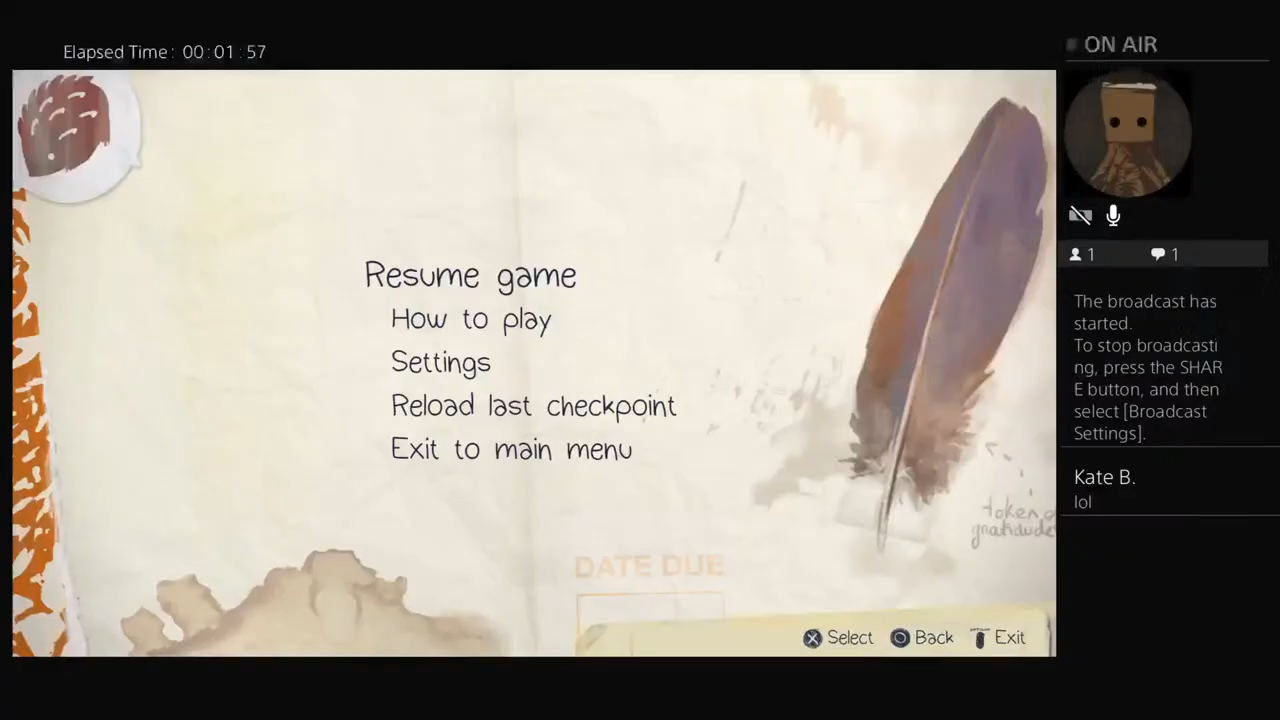 Elapsed Time: 00:01:57
ON AIR
1 1
Resume game
How to play
Settings
Reload last checkpoint
Exit to main menu
The broadcast has
started.
To stop broadcasti
ng, press the SHAR
E button, and then
select [Broadcast
Settings].
Kate B.
lol
token o
gratidude
DATE DUE
Select Back Exit